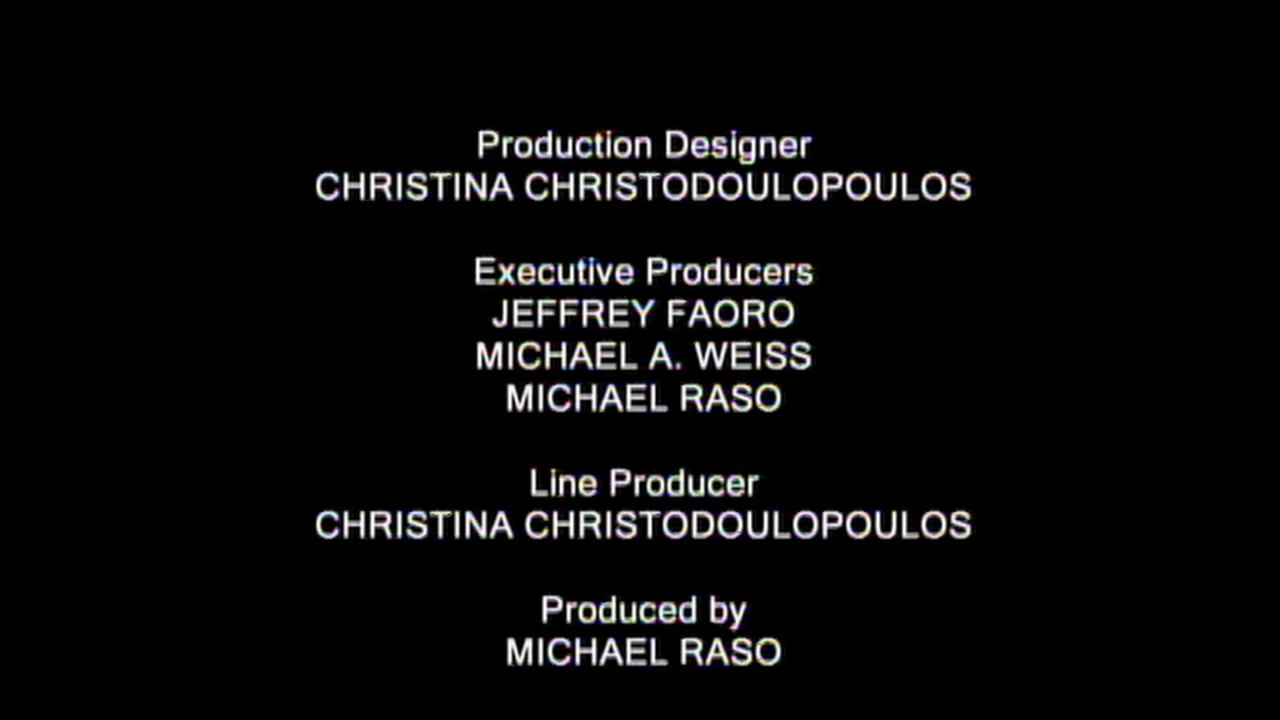 Production Designer
CHRISTINA CHRISTODOULOPOULOS
Executive Producers
JEFFREY FAORO
MICHAEL A. WEISS
MICHAEL RASO
Line Producer
CHRISTINA CHRISTODOULOPOULOS
Produced by
MICHAEL RASO